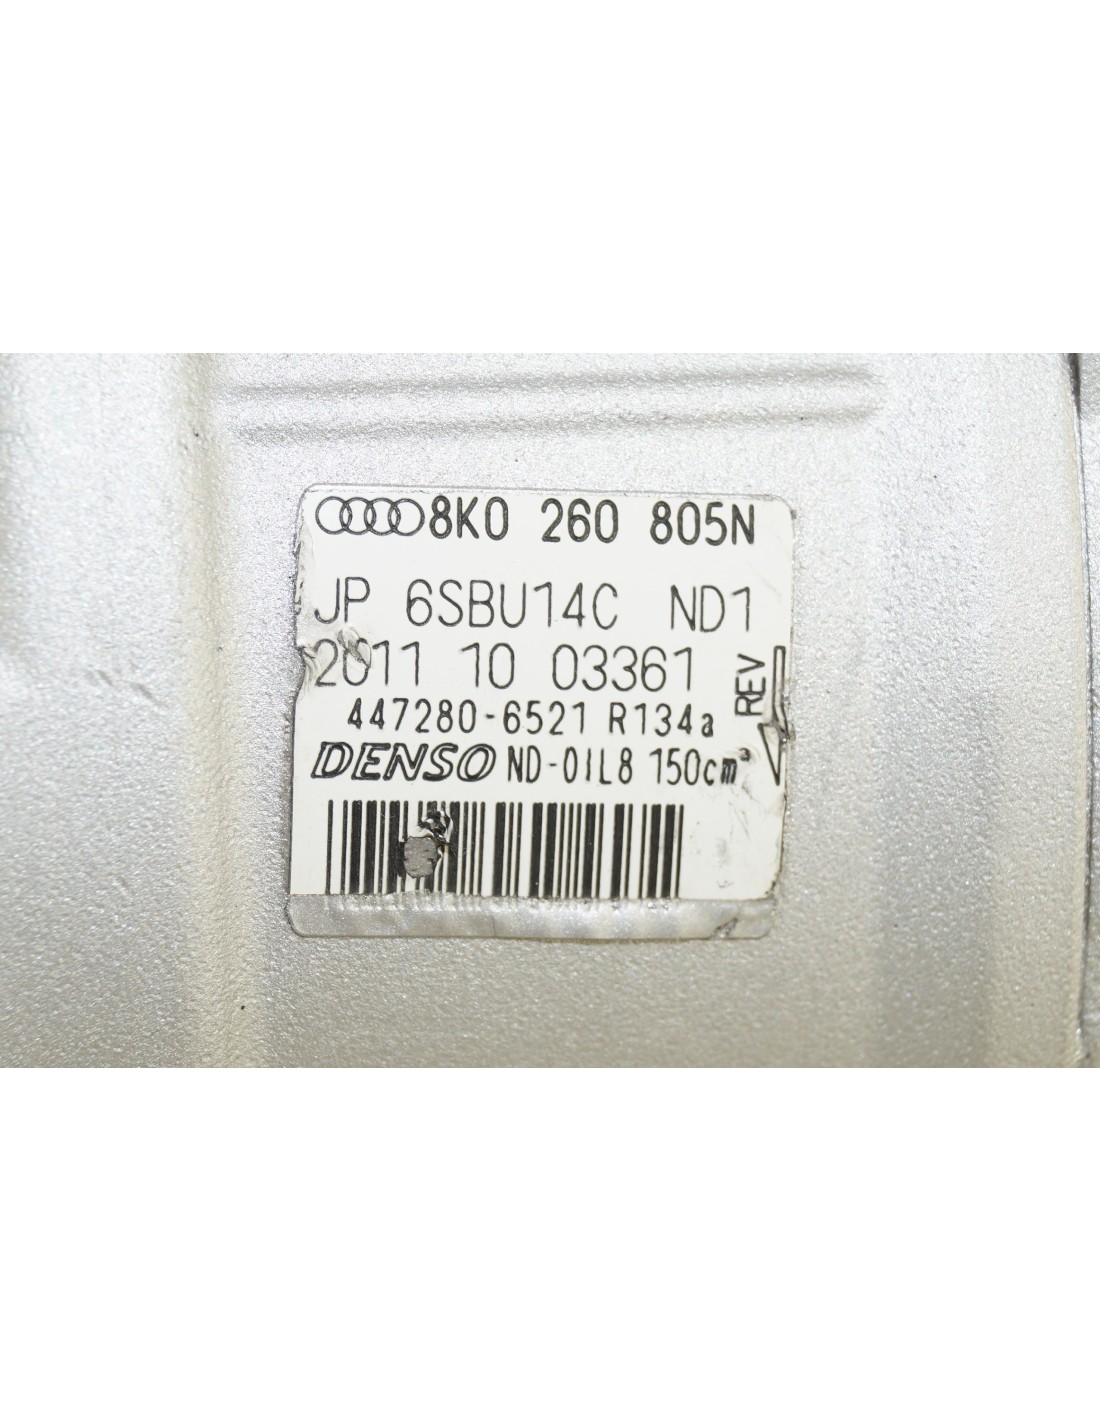 8K0 260 805N
JP 6SBU14C ND1
2011 10 03361
REV
447280-6521 R134a
DENSO ND-OIL8 150cm³